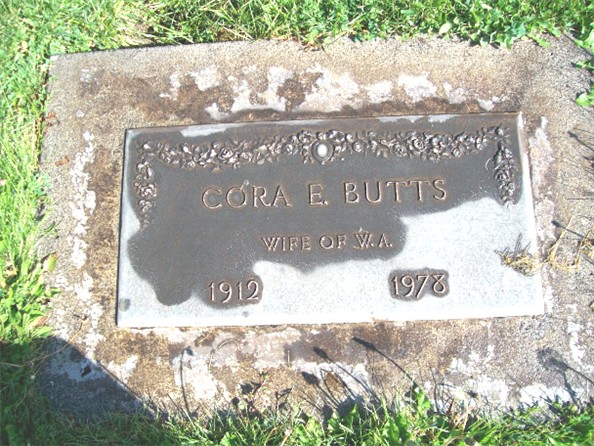 CORA E. BUTTS
WIFE OF W.A.
1912 1978